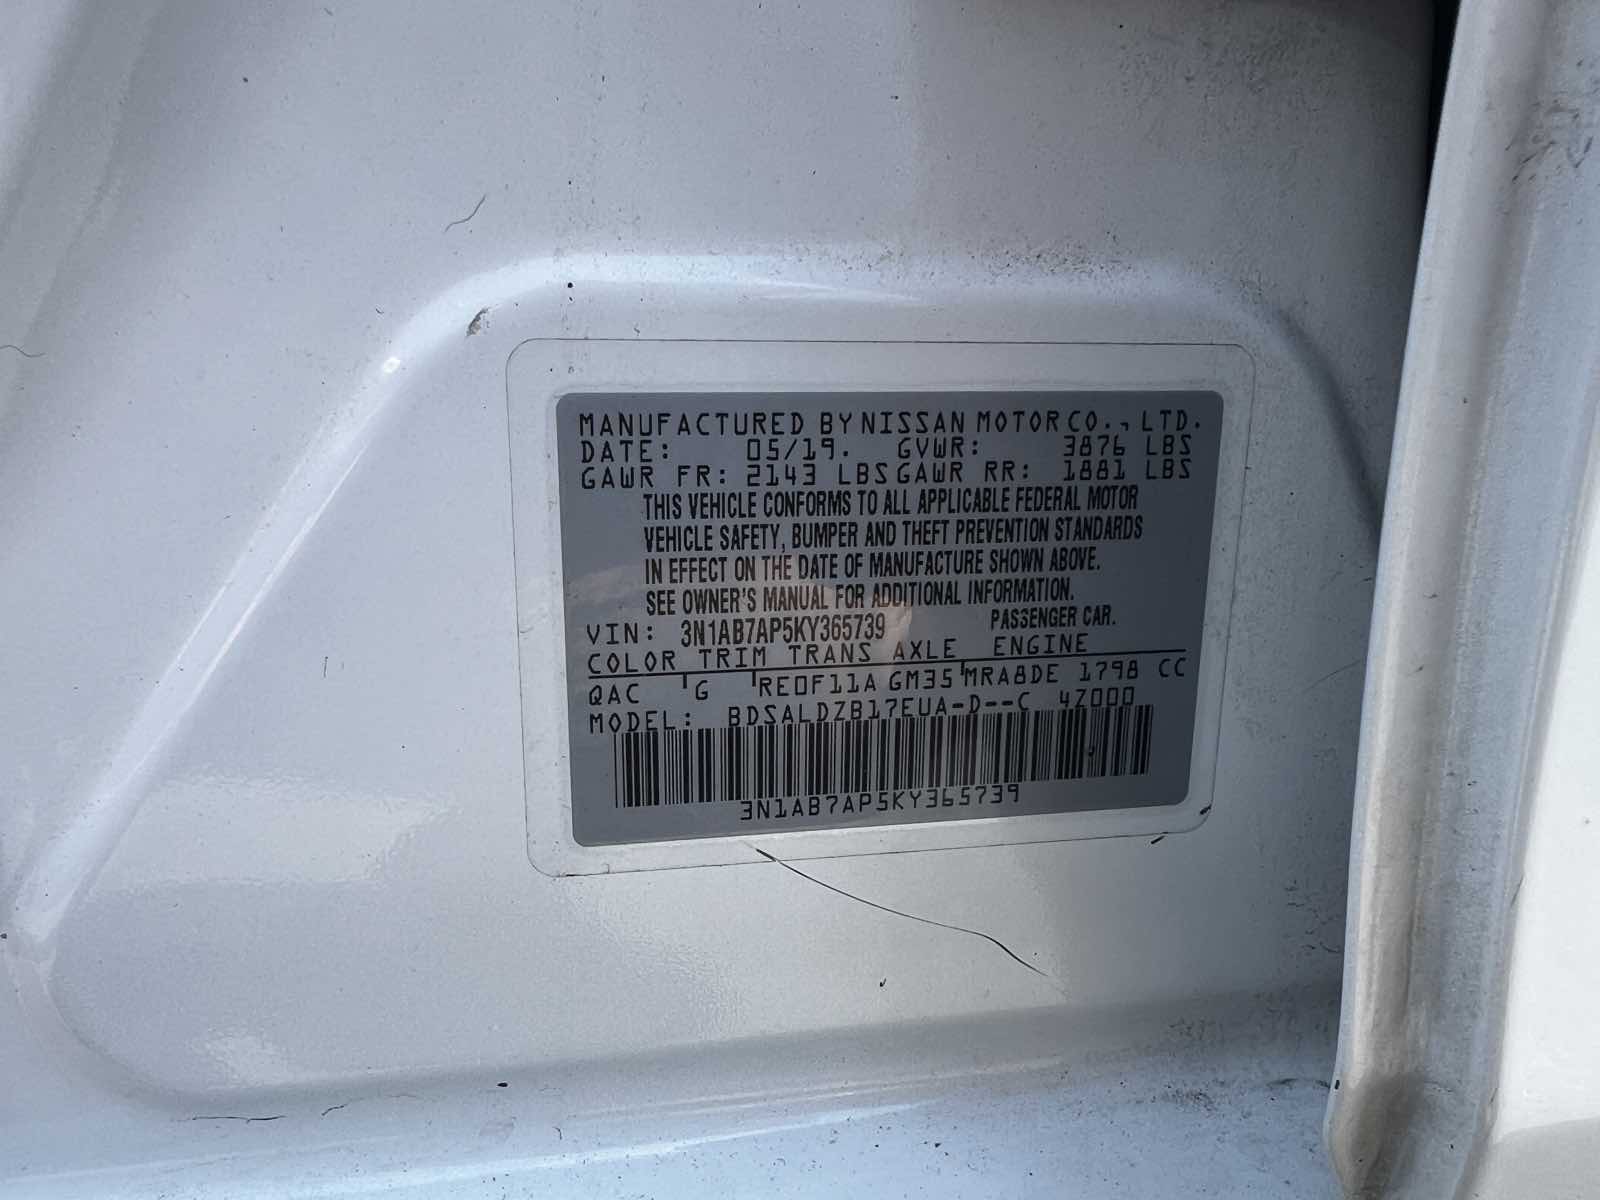 MANUFACTURED BY NISSAN MOTOR CO., LTD.
DATE: 05/19. GVWR: 3876 LBS
GAWR FR: 2143 LBS GAWR RR: 1881 LBS
THIS VEHICLE CONFORMS TO ALL APPLICABLE FEDERAL MOTOR
VEHICLE SAFETY, BUMPER AND THEFT PREVENTION STANDARDS
IN EFFECT ON THE DATE OF MANUFACTURE SHOWN ABOVE.
SEE OWNER'S MANUAL FOR ADDITIONAL INFORMATION.
VIN: 3N1AB7AP5KY365739 PASSENGER CAR.
COLOR TRIM TRANS AXLE ENGINE
QAC G RE0F11A GM35 MRA8DE 1798 CC
MODEL: BDSALDZB17EUA-D--C 4Z000
3N1AB7AP5KY365739